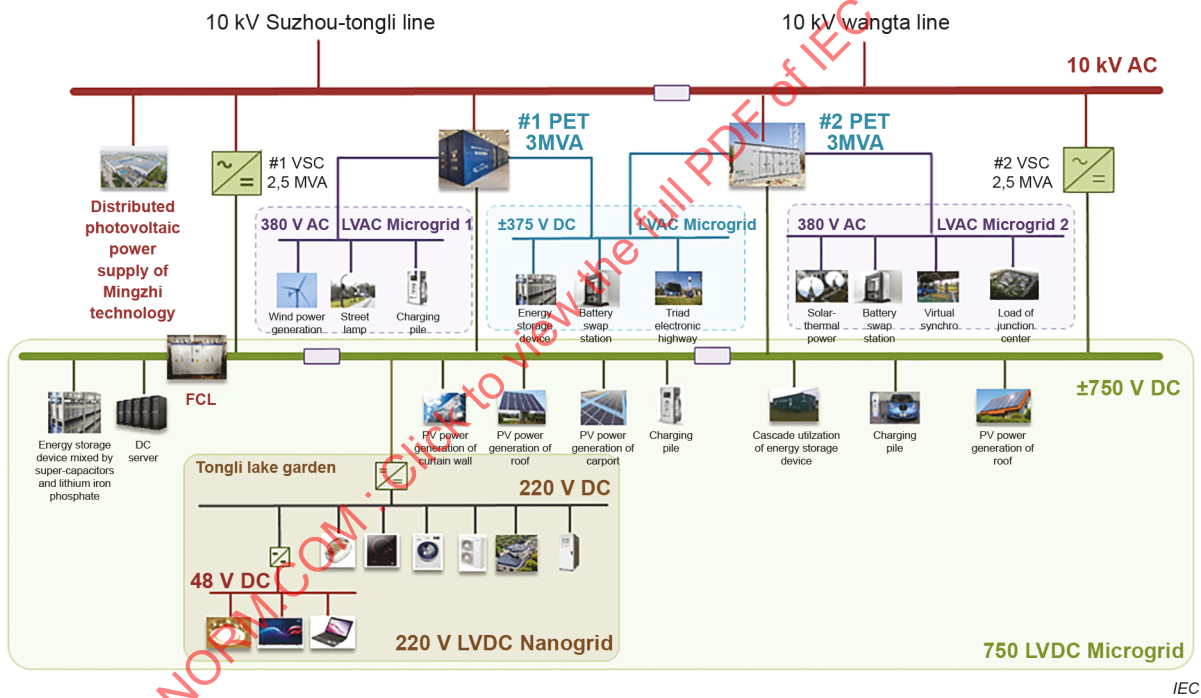 10 kV Suzhou-tongli line
10 kV wangta line
10 kV AC
#1 PET
3MVA
#2 PET
3MVA
#1 VSC
2,5 MVA
#2 VSC
2,5 MVA
Distributed
photovoltaic
power
supply of
Mingzhi
technology
380 V AC
LVAC Microgrid 1
Wind power
generation
Street
lamp
Charging
pile
±375 V DC
LVAC Microgrid
Energy
storage
device
Battery
swap
station
Triad
electronic
highway
380 V AC
LVAC Microgrid 2
Solar-
thermal
power
Battery
swap
station
Virtual
synchro
Load of
junction
center
FCL
±750 V DC
Energy storage
device mixed by
super-capacitors
and lithium iron
phosphate
DC
server
PV power
generation of
curtain wall
PV power
generation of
roof
PV power
generation of
carport
Charging
pile
Cascade utilzation
of energy storage
device
Charging
pile
PV power
generation of
roof
Tongli lake garden
220 V DC
48 V DC
220 V LVDC Nanogrid
750 LVDC Microgrid
IEC
NORM.COM : Click to view the full PDF of IEC